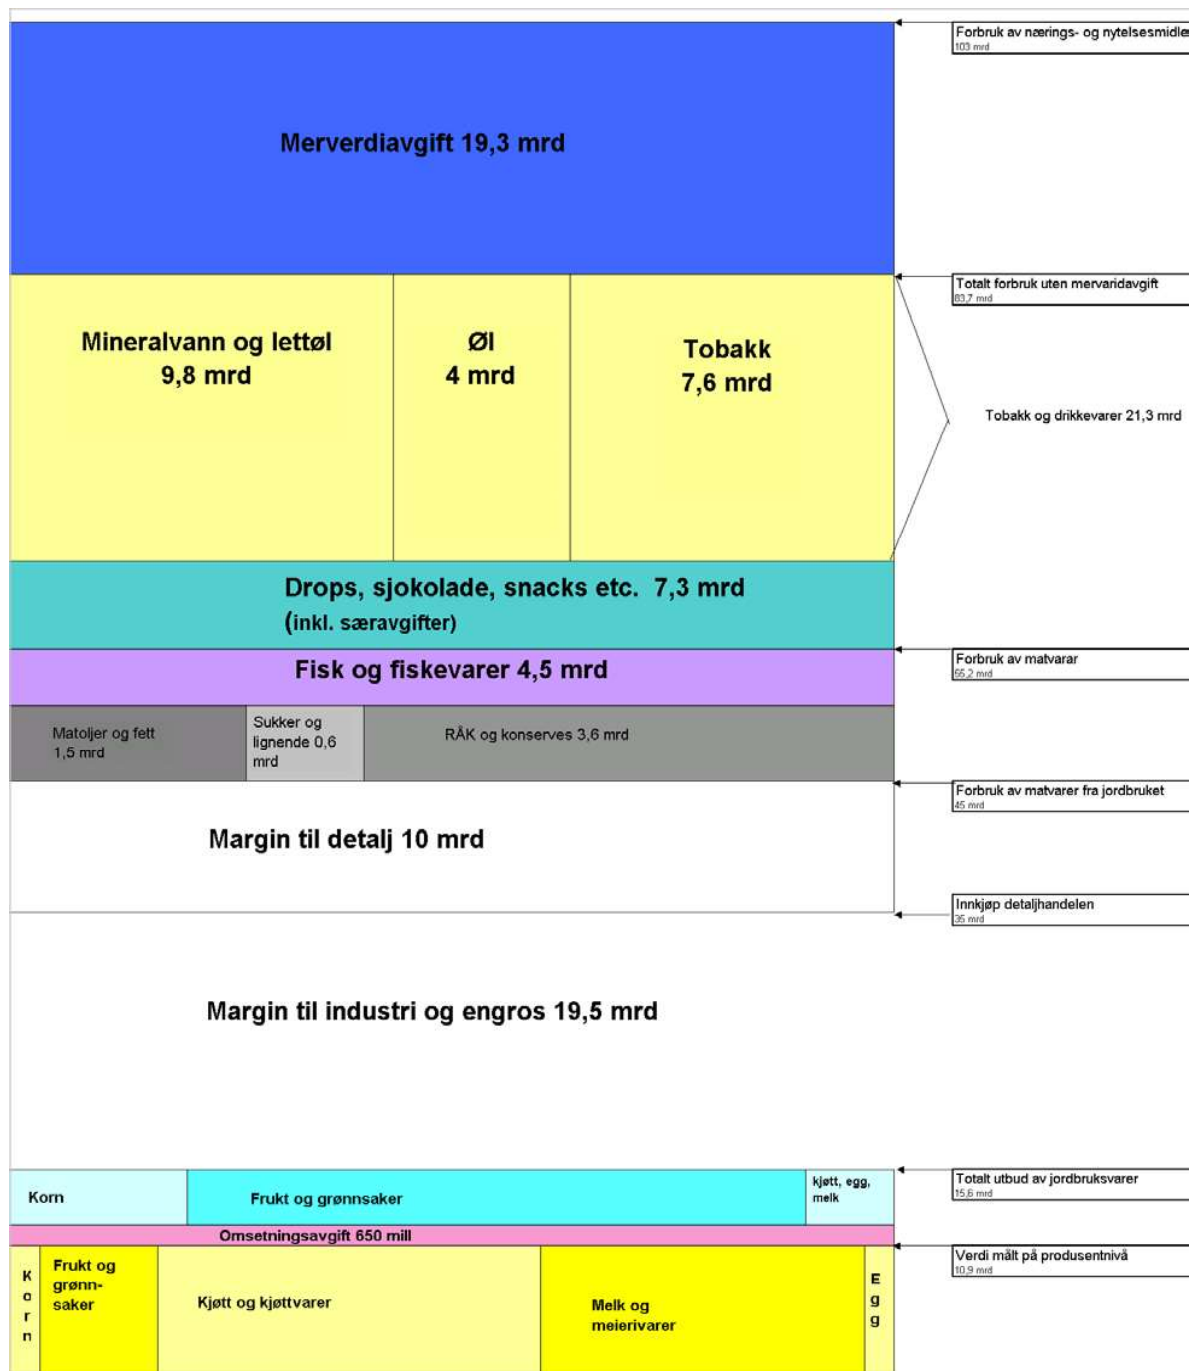 Forbruk av nærings- og nytelsesmidle
103 mrd
Merverdiavgift 19,3 mrd
Totalt forbruk uten mervaridavgift
83,7 mrd
Mineralvann og lettøl
9,8 mrd
Øl
4 mrd
Tobakk
7,6 mrd
Tobakk og drikkevarer 21,3 mrd
Drops, sjokolade, snacks etc. 7,3 mrd
(inkl. særavgifter)
Forbruk av matvarar
55,2 mrd
Fisk og fiskevarer 4,5 mrd
Matoljer og fett
1,5 mrd
Sukker og
lignende 0,6
mrd
RÅK og konserves 3,6 mrd
Forbruk av matvarer fra jordbruket
45 mrd
Margin til detalj 10 mrd
Innkjøp detaljhandelen
35 mrd
Margin til industri og engros 19,5 mrd
Totalt utbud av jordbruksvarer
15,6 mrd
Korn
Frukt og grønnsaker
kjøtt, egg,
melk
Omsetningsavgift 650 mill
Verdi målt på produsentnivå
10,9 mrd
Korn
Frukt og
grønn-
saker
Kjøtt og kjøttvarer
Melk og
meierivarer
Egg